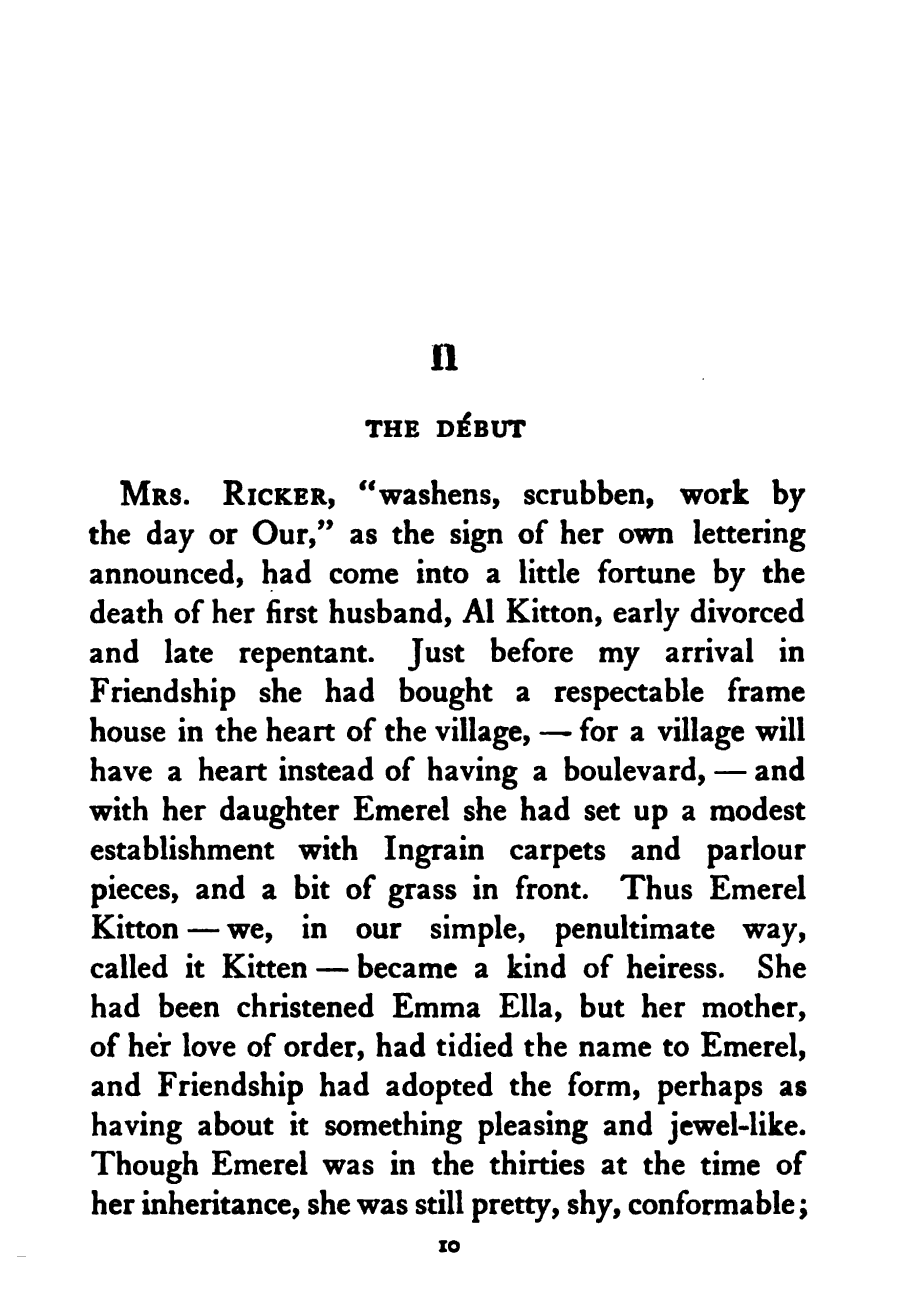 II
THE DÉBUT
MRS. RICKER, “washens, scrubben, work by
the day or Our,” as the sign of her own lettering
announced, had come into a little fortune by the
death of her first husband, Al Kitton, early divorced
and late repentant. Just before my arrival in
Friendship she had bought a respectable frame
house in the heart of the village, — for a village will
have a heart instead of having a boulevard, — and
with her daughter Emerel she had set up a modest
establishment with Ingrain carpets and parlour
pieces, and a bit of grass in front. Thus Emerel
Kitton — we, in our simple, penultimate way,
called it Kitten — became a kind of heiress. She
had been christened Emma Ella, but her mother,
of her love of order, had tidied the name to Emerel,
and Friendship had adopted the form, perhaps as
having about it something pleasing and jewel-like.
Though Emerel was in the thirties at the time of
her inheritance, she was still pretty, shy, conformable;
10